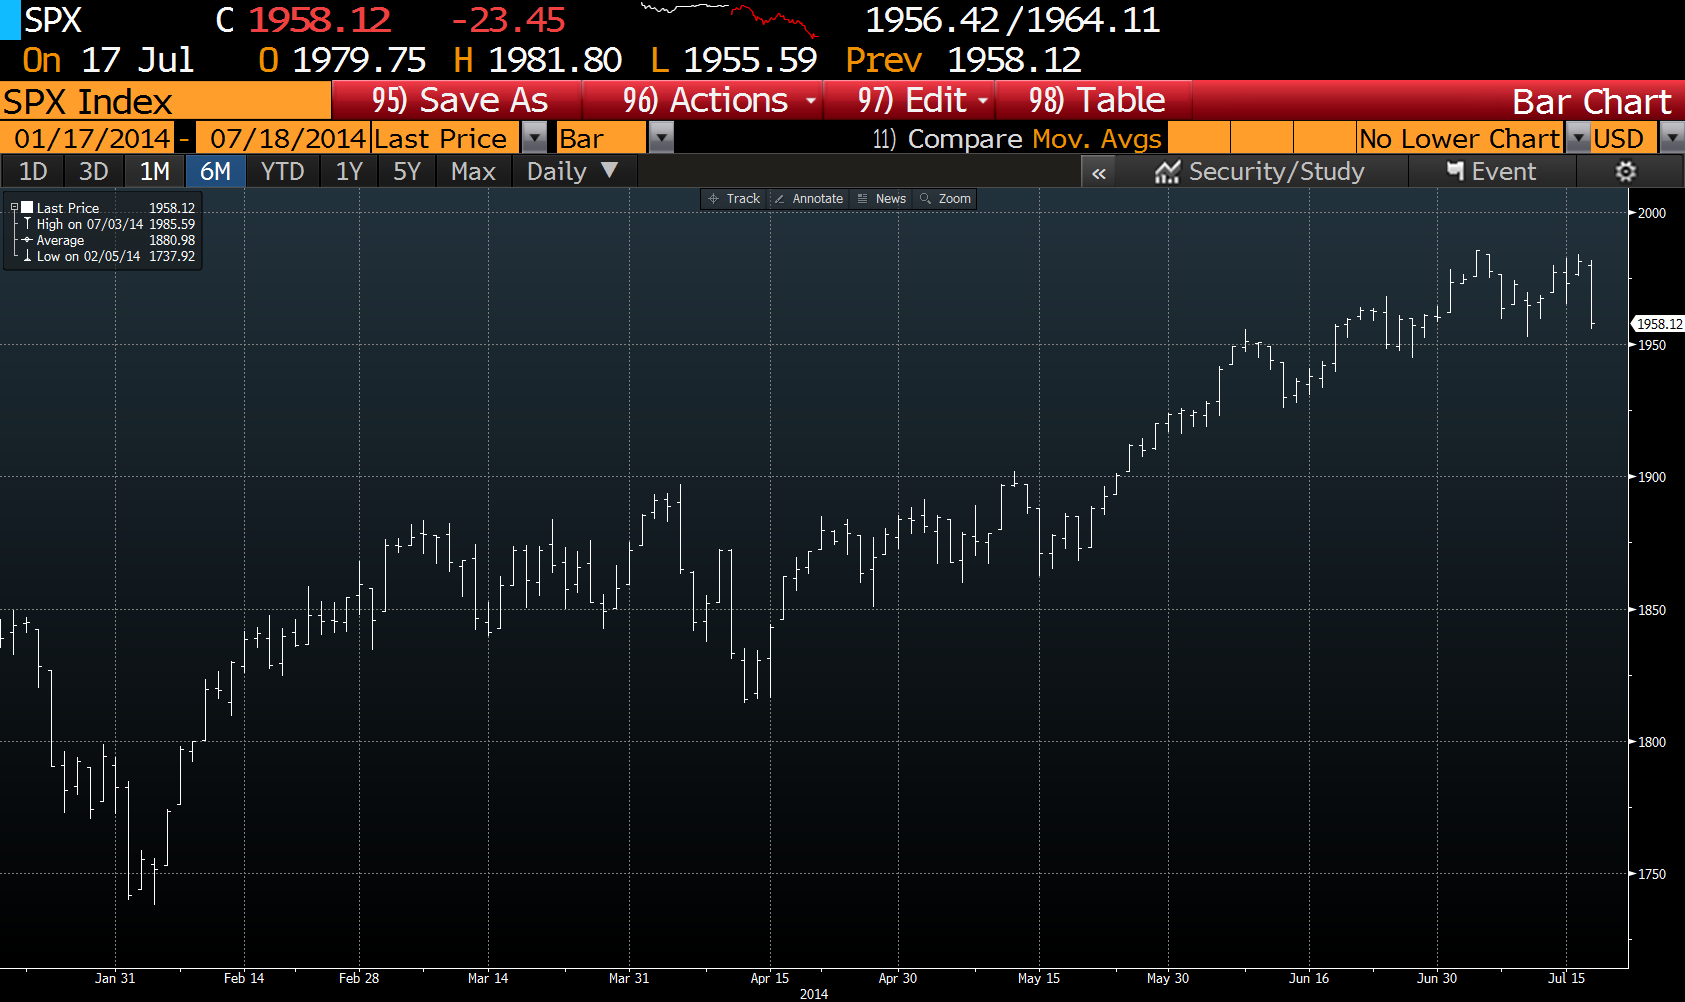 SPX C 1958.12 -23.45 1956.42/1964.11
On 17 Jul O 1979.75 H 1981.80 L 1955.59 Prev 1958.12
SPX Index 95) Save As 96) Actions 97) Edit 98) Table Bar Chart
01/17/2014 - 07/18/2014 Last Price Bar 11) Compare Mov. Avgs No Lower Chart USD
1D 3D 1M 6M YTD 1Y 5Y Max Daily ▼ « Security/Study Event
Track Annotate News Zoom
Last Price 1958.12
High on 07/03/14 1985.59
Average 1880.98
Low on 02/05/14 1737.92
2000
1958.12
1950
1900
1850
1800
1750
Jan 31 Feb 14 Feb 28 Mar 14 Mar 31 Apr 15 Apr 30 May 15 May 30 Jun 16 Jun 30 Jul 15
2014